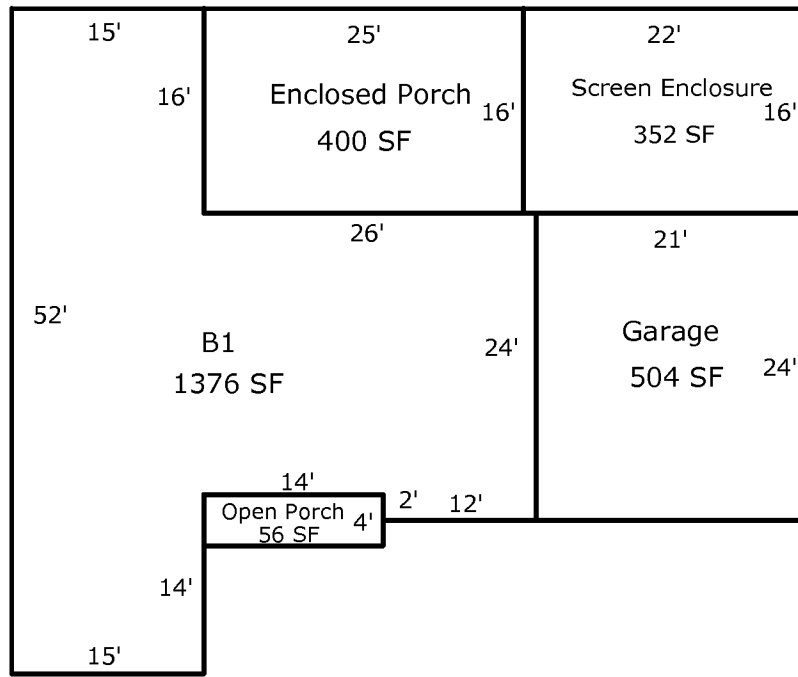 15'
25'
22'
16'
Enclosed Porch
400 SF
16'
Screen Enclosure
352 SF
16'
26'
21'
52'
B1
1376 SF
24'
Garage
504 SF
24'
14'
Open Porch
56 SF
4'
2'
12'
14'
15'